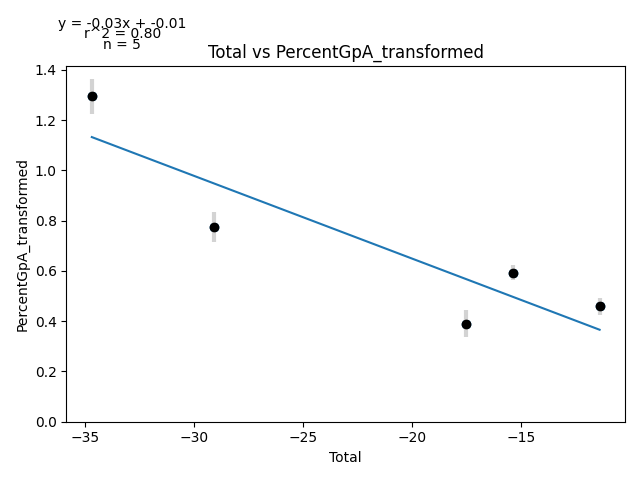 y = -0.03x + -0.01
r^2 = 0.80
n = 5
Total vs PercentGpA_transformed
1.4
1.2
1.0
0.8
0.6
0.4
0.2
0.0
PercentGpA_transformed
−35
−30
−25
−20
−15
Total